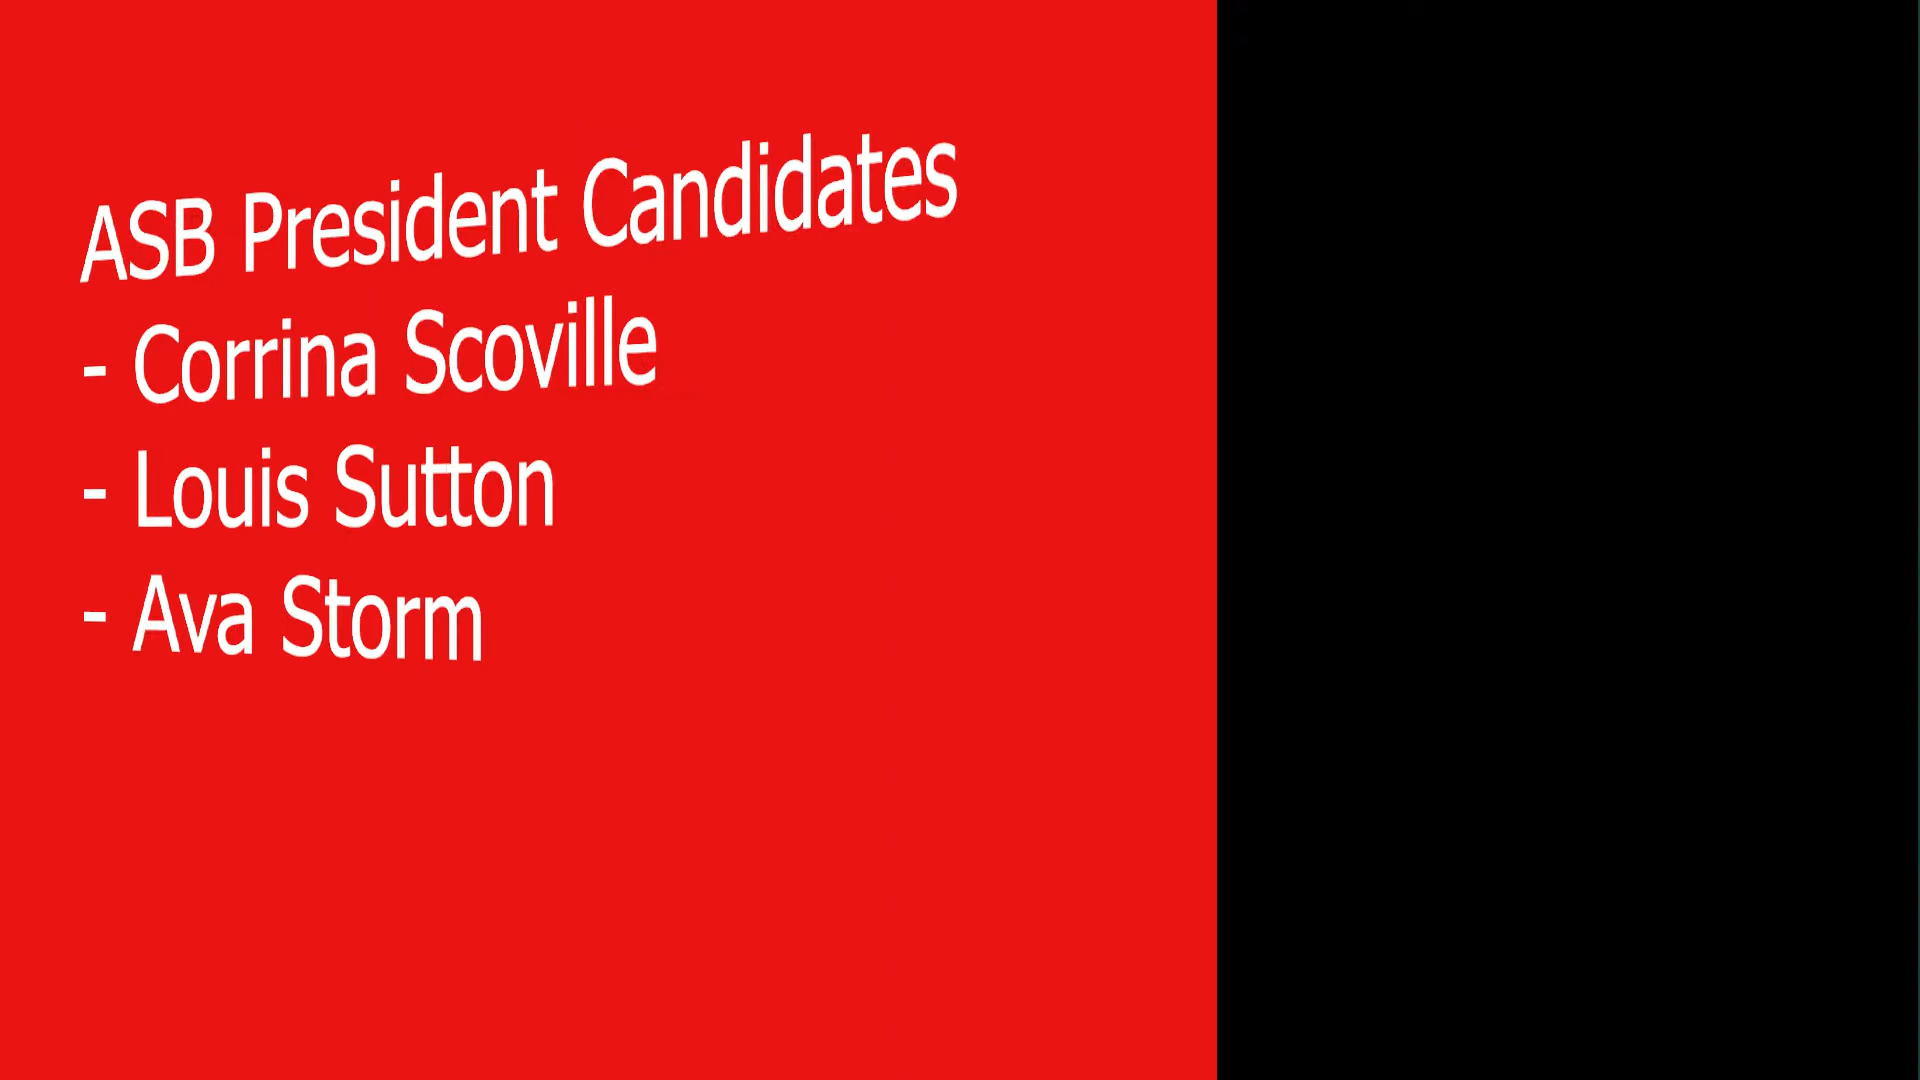 ASB President Candidates
- Corrina Scoville
- Louis Sutton
- Ava Storm